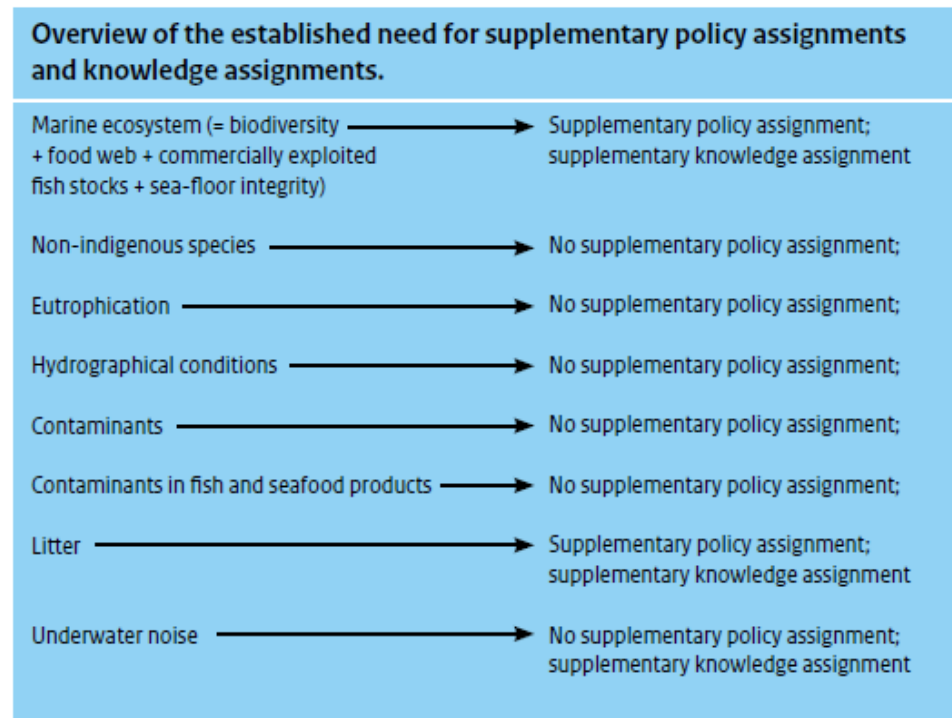 Overview of the established need for supplementary policy assignments
and knowledge assignments.
Marine ecosystem (= biodiversity
+ food web + commercially exploited
fish stocks + sea-floor integrity)
Supplementary policy assignment;
supplementary knowledge assignment
Non-indigenous species
No supplementary policy assignment;
Eutrophication
No supplementary policy assignment;
Hydrographical conditions
No supplementary policy assignment;
Contaminants
No supplementary policy assignment;
Contaminants in fish and seafood products
No supplementary policy assignment;
Litter
Supplementary policy assignment;
supplementary knowledge assignment
Underwater noise
No supplementary policy assignment;
supplementary knowledge assignment